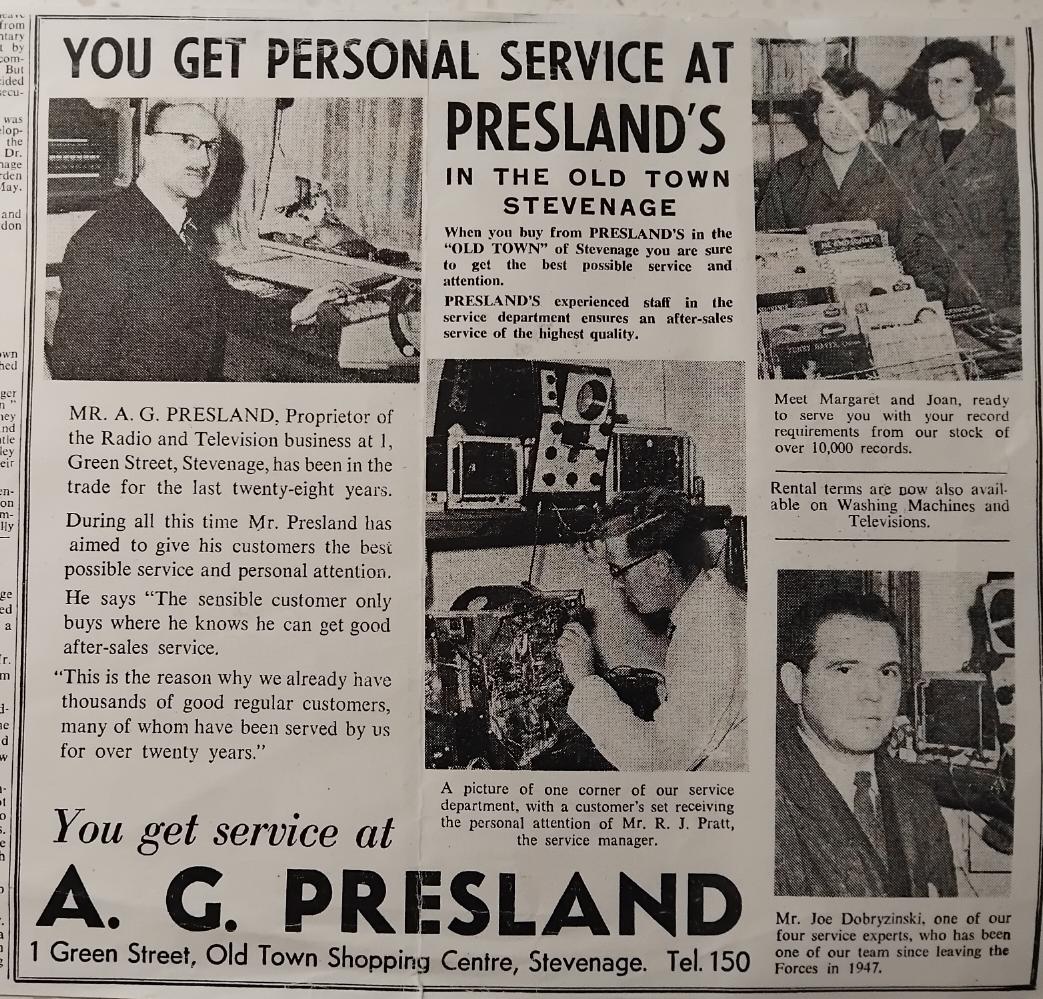 YOU GET PERSONAL SERVICE AT
PRESLAND'S
IN THE OLD TOWN
STEVENAGE
When you buy from PRESLAND'S in the
"OLD TOWN" of Stevenage you are sure
to get the best possible service and
attention.
PRESLAND'S experienced staff in the
service department ensures an after-sales
service of the highest quality.
MR. A. G. PRESLAND, Proprietor of
the Radio and Television business at 1,
Green Street, Stevenage, has been in the
trade for the last twenty-eight years.
During all this time Mr. Presland has
aimed to give his customers the best
possible service and personal attention.
He says "The sensible customer only
buys where he knows he can get good
after-sales service.
"This is the reason why we already have
thousands of good regular customers,
many of whom have been served by us
for over twenty years."
A picture of one corner of our service
department, with a customer's set receiving
the personal attention of Mr. R. J. Pratt,
the service manager.
Meet Margaret and Joan, ready
to serve you with your record
requirements from our stock of
over 10,000 records.
Rental terms are now also avail-
able on Washing Machines and
Televisions.
Mr. Joe Dobryzinski, one of our
four service experts, who has been
one of our team since leaving the
Forces in 1947.
You get service at
A. G. PRESLAND
1 Green Street, Old Town Shopping Centre, Stevenage. Tel. 150